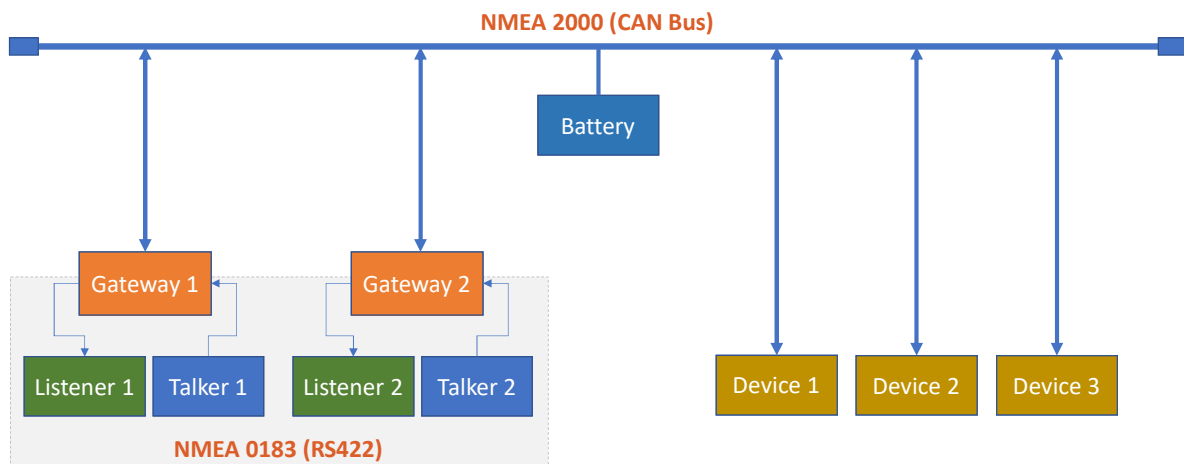 NMEA 2000 (CAN Bus)
Battery
Gateway 1
Gateway 2
Listener 1
Talker 1
Listener 2
Talker 2
Device 1
Device 2
Device 3
NMEA 0183 (RS422)